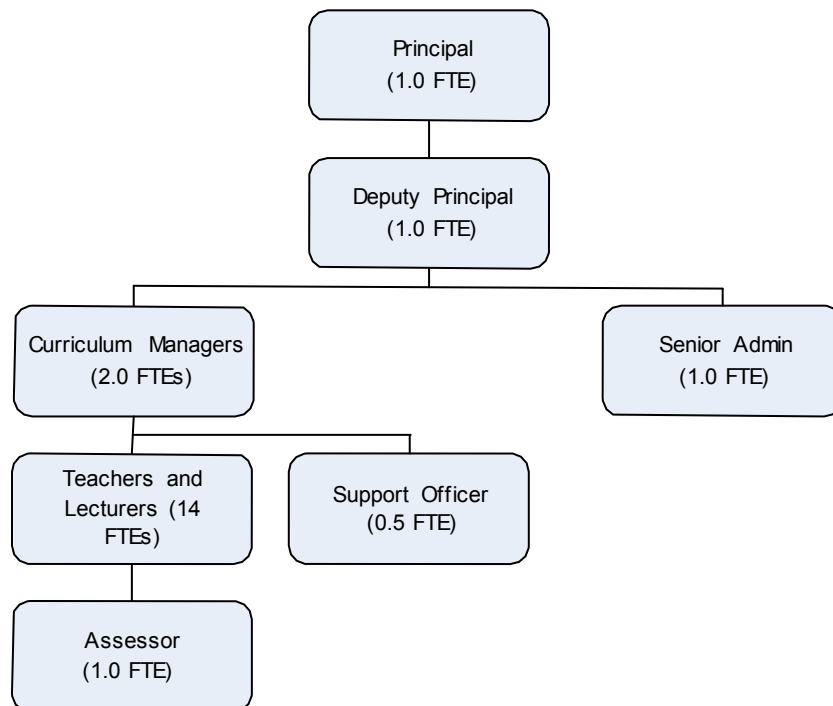 Principal
(1.0 FTE)
Deputy Principal
(1.0 FTE)
Curriculum Managers
(2.0 FTEs)
Senior Admin
(1.0 FTE)
Teachers and
Lecturers (14
FTEs)
Support Officer
(0.5 FTE)
Assessor
(1.0 FTE)